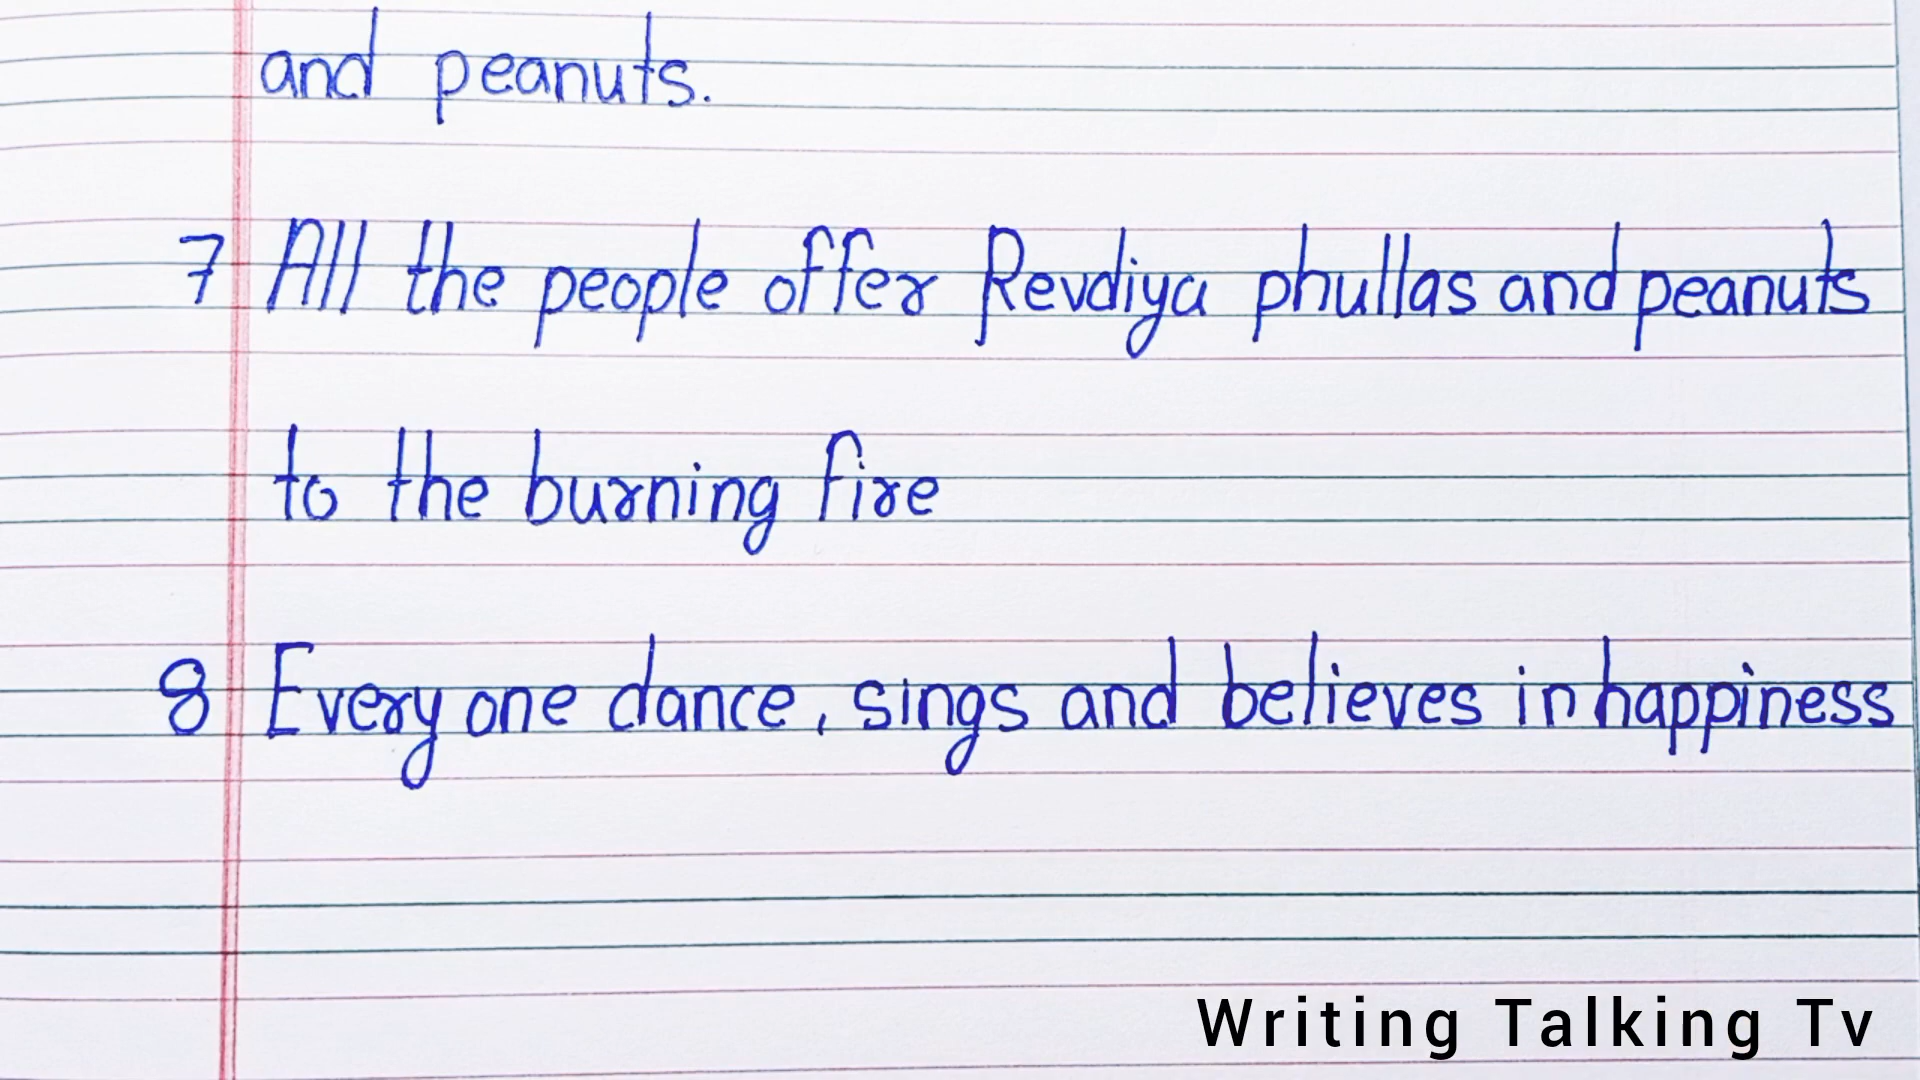 and peanuts.
7 All the people offer Revdiya phullas and peanuts
to the burning fire
8 Every one dance, sings and believes in happiness
Writing Talking Tv